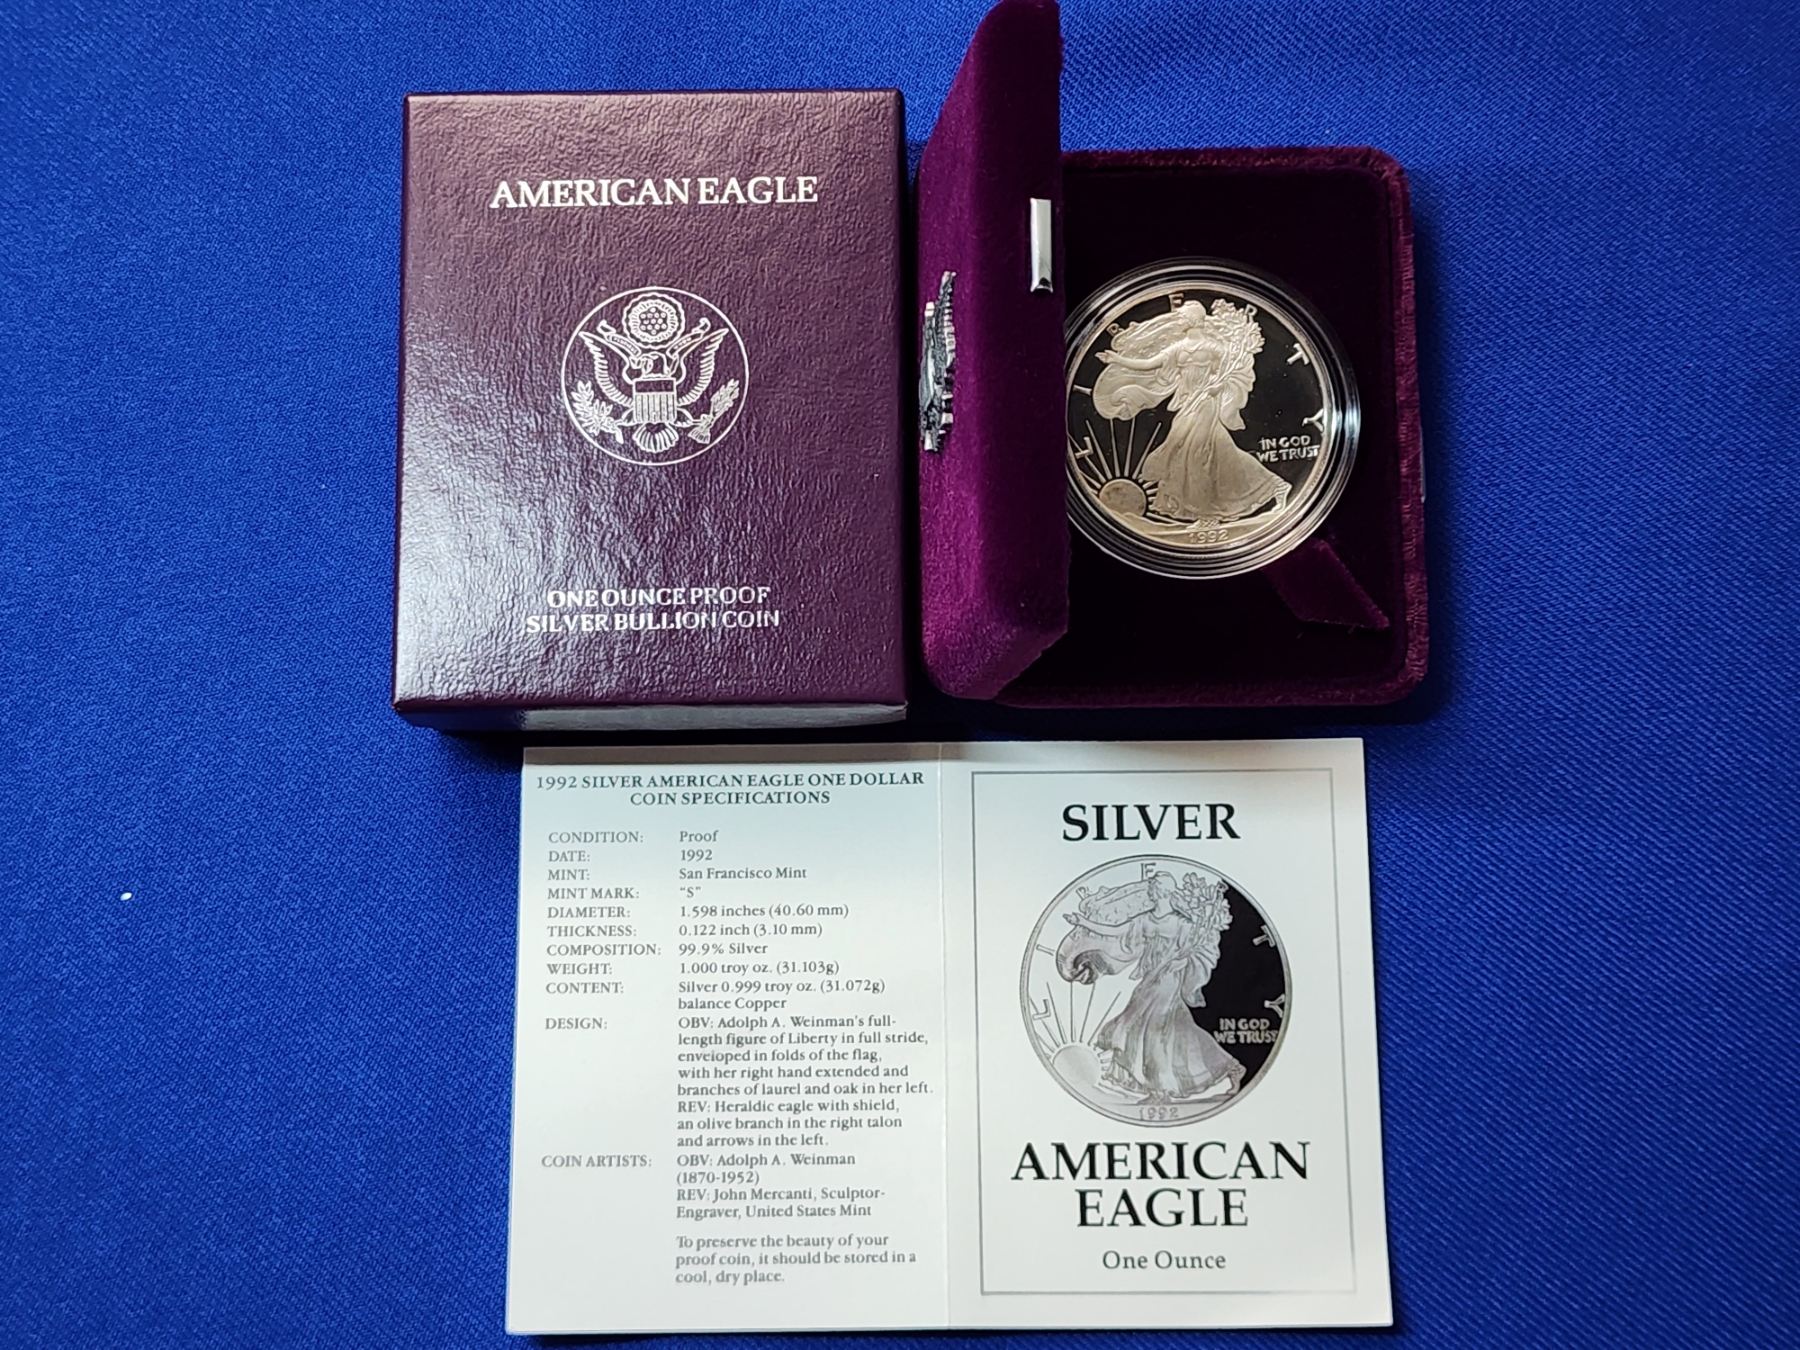 AMERICAN EAGLE
ONE OUNCE PROOF
SILVER BULLION COIN
LIBERTY
IN GOD
WE TRUST
1992
1992 SILVER AMERICAN EAGLE ONE DOLLAR
COIN SPECIFICATIONS
CONDITION: Proof
DATE: 1992
MINT: San Francisco Mint
MINT MARK: "S"
DIAMETER: 1.598 inches (40.60 mm)
THICKNESS: 0.122 inch (3.10 mm)
COMPOSITION: 99.9% Silver
WEIGHT: 1.000 troy oz. (31.103g)
CONTENT: Silver 0.999 troy oz. (31.072g)
balance Copper
DESIGN: OBV: Adolph A. Weinman's full-
length figure of Liberty in full stride,
enveloped in folds of the flag,
with her right hand extended and
branches of laurel and oak in her left.
REV: Heraldic eagle with shield,
an olive branch in the right talon
and arrows in the left.
COIN ARTISTS: OBV: Adolph A. Weinman
(1870-1952)
REV: John Mercanti, Sculptor-
Engraver, United States Mint
To preserve the beauty of your
proof coin, it should be stored in a
cool, dry place.
SILVER
LIBERTY
IN GOD
WE TRUST
1992
AMERICAN
EAGLE
One Ounce